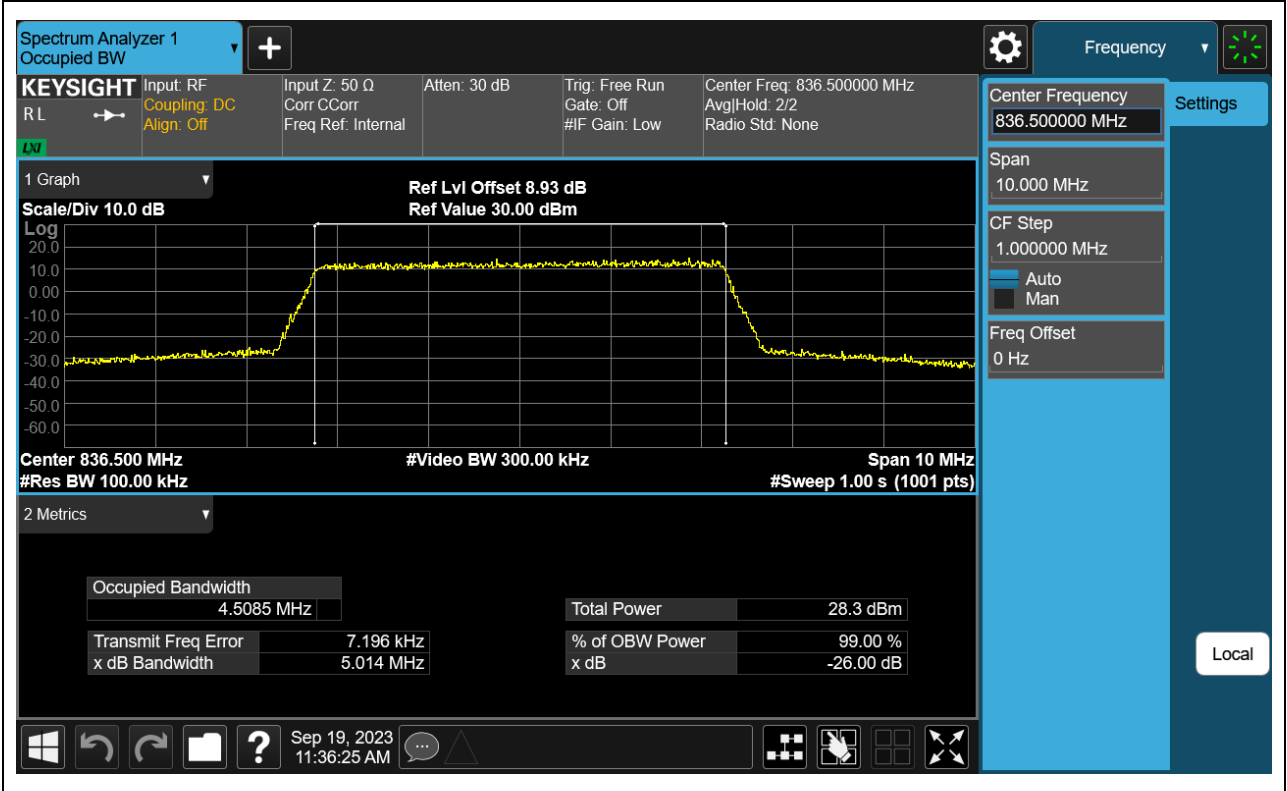 Spectrum Analyzer 1
Occupied BW
+
Frequency
KEYSIGHT
R L
LXI
Input: RF
Coupling: DC
Align: Off
Input Z: 50 Ω
Corr CCorr
Freq Ref: Internal
Atten: 30 dB
Trig: Free Run
Gate: Off
#IF Gain: Low
Center Freq: 836.500000 MHz
Avg|Hold: 2/2
Radio Std: None
Center Frequency
836.500000 MHz
Settings
Span
10.000 MHz
CF Step
1.000000 MHz
Auto
Man
Freq Offset
0 Hz
Local
1 Graph
Scale/Div 10.0 dB
Ref Lvl Offset 8.93 dB
Ref Value 30.00 dBm
Log
20.0
10.0
0.00
-10.0
-20.0
-30.0
-40.0
-50.0
-60.0
Center 836.500 MHz
#Video BW 300.00 kHz
Span 10 MHz
#Res BW 100.00 kHz
#Sweep 1.00 s (1001 pts)
2 Metrics
Occupied Bandwidth
4.5085 MHz
Total Power 28.3 dBm
Transmit Freq Error 7.196 kHz
% of OBW Power 99.00 %
x dB Bandwidth 5.014 MHz
x dB -26.00 dB
?
Sep 19, 2023
11:36:25 AM